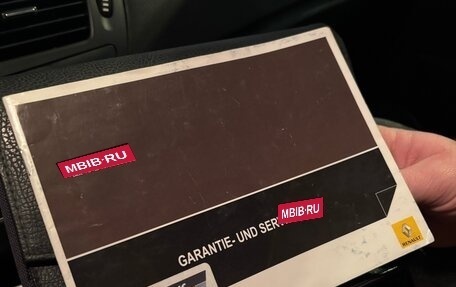 MBIB·RU
GARANTIE- UND SERV
MBIB·RU
RENAULT